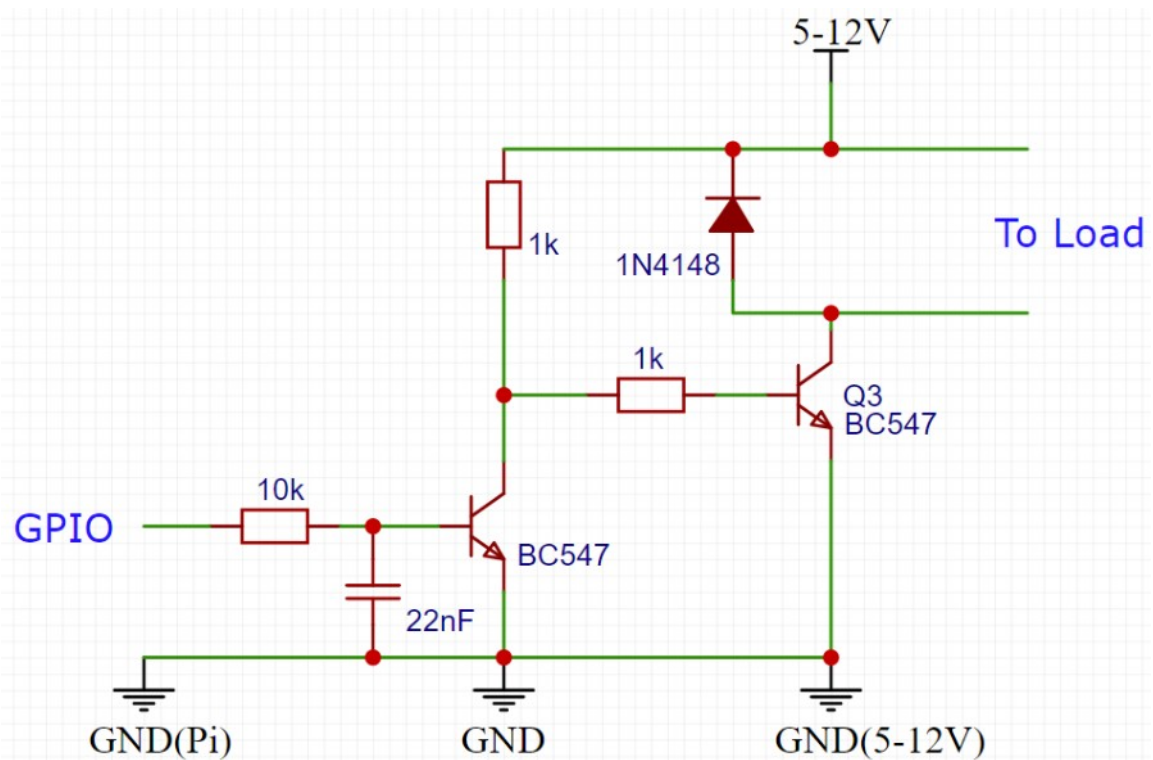 5-12V
To Load
1k
1N4148
1k
Q3
BC547
10k
GPIO
BC547
22nF
GND(Pi)
GND
GND(5-12V)